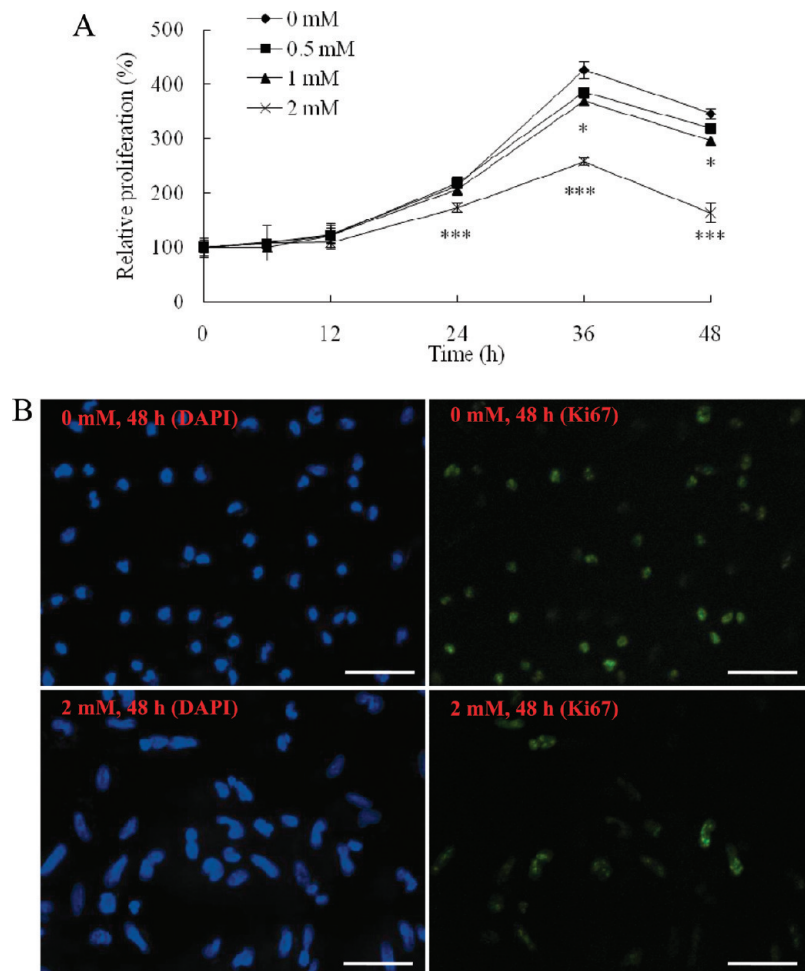 A
0 mM
0.5 mM
1 mM
2 mM
Relative proliferation (%)
500
400
300
200
100
0
*
*
***
***
***
0
12
24
36
48
Time (h)
B
0 mM, 48 h (DAPI)
0 mM, 48 h (Ki67)
2 mM, 48 h (DAPI)
2 mM, 48 h (Ki67)